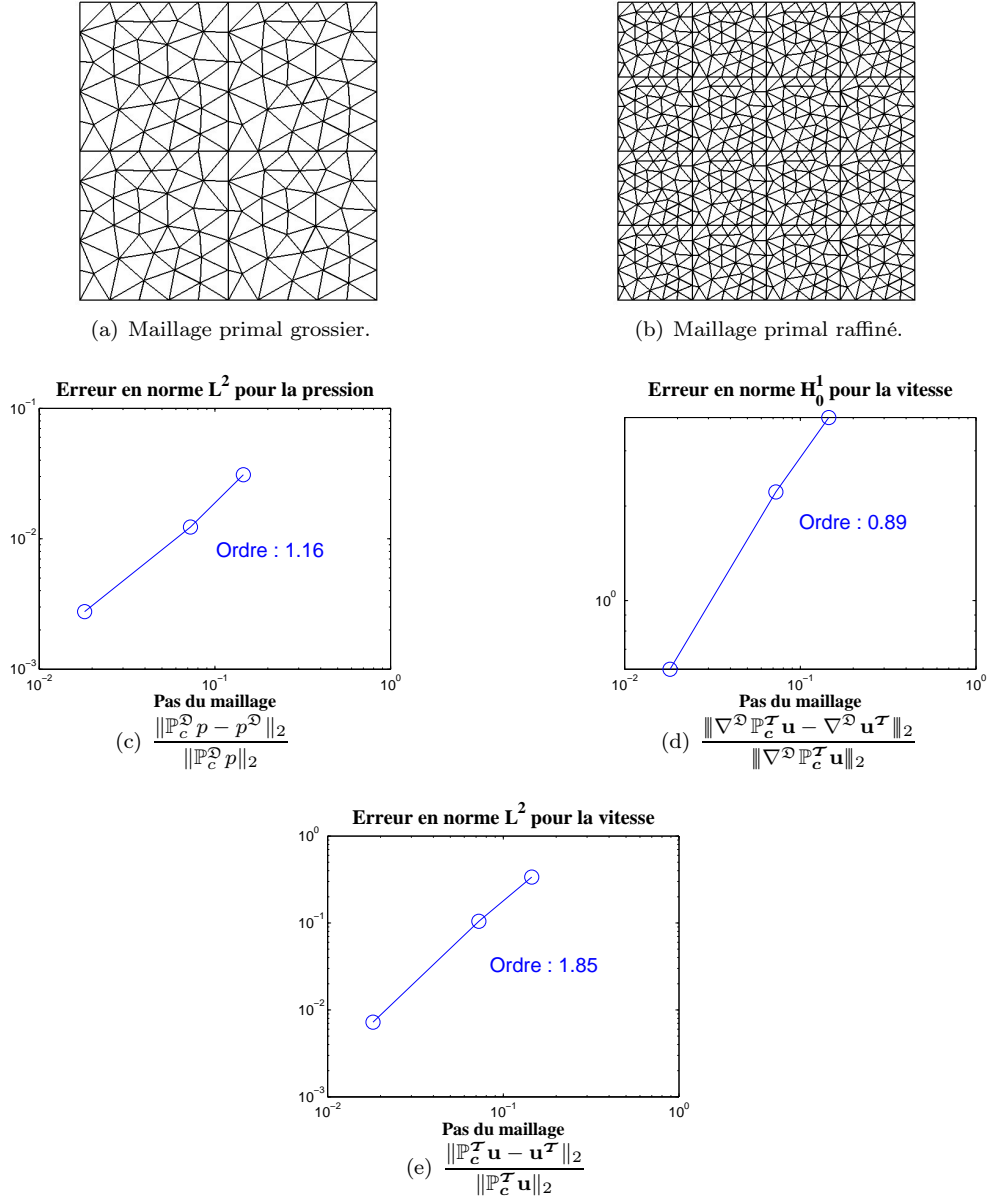 (a) Maillage primal grossier.
(b) Maillage primal raffiné.
Erreur en norme L² pour la pression
10⁻¹
10⁻²
10⁻³
Ordre : 1.16
10⁻² 10⁻¹ 10⁰
Pas du maillage
(c) ‖ℙ_c^𝔇 p − p^𝔇‖₂ / ‖ℙ_c^𝔇 p‖₂
Erreur en norme H₀¹ pour la vitesse
10⁰
Ordre : 0.89
10⁻² 10⁻¹ 10⁰
Pas du maillage
(d) ⦀∇^𝔇 ℙ_c^𝓣 𝐮 − ∇^𝔇 𝐮^𝓣⦀₂ / ⦀∇^𝔇 ℙ_c^𝓣 𝐮⦀₂
Erreur en norme L² pour la vitesse
10⁰
10⁻¹
10⁻²
10⁻³
Ordre : 1.85
10⁻² 10⁻¹ 10⁰
Pas du maillage
(e) ‖ℙ_c^𝓣 𝐮 − 𝐮^𝓣‖₂ / ‖ℙ_c^𝓣 𝐮‖₂